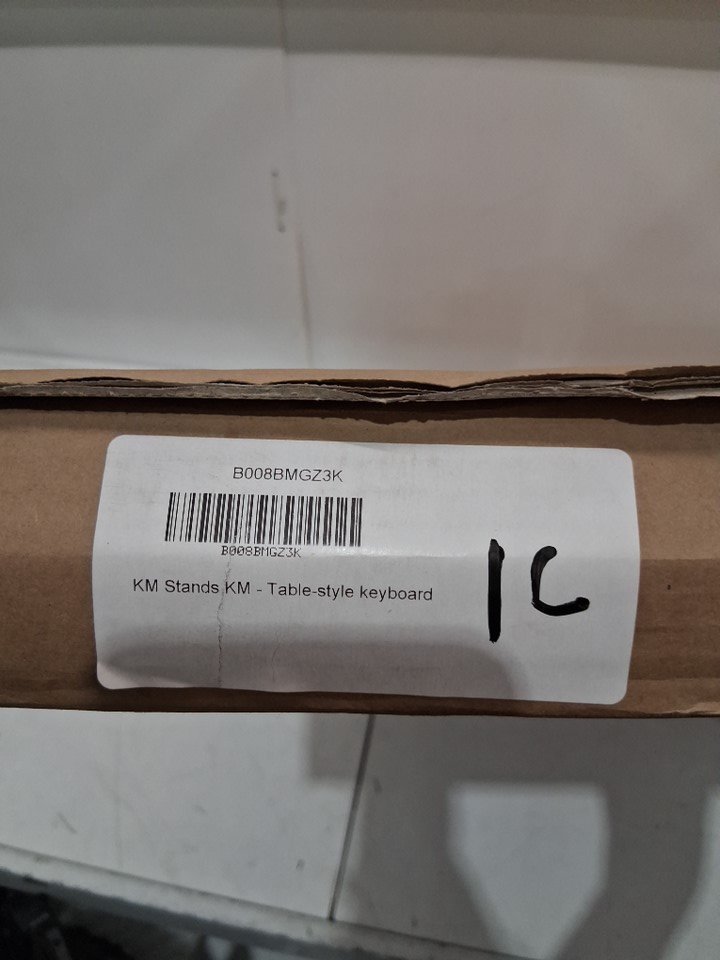 B008BMGZ3K
B008BMGZ3K
KM Stands KM - Table-style keyboard
1C